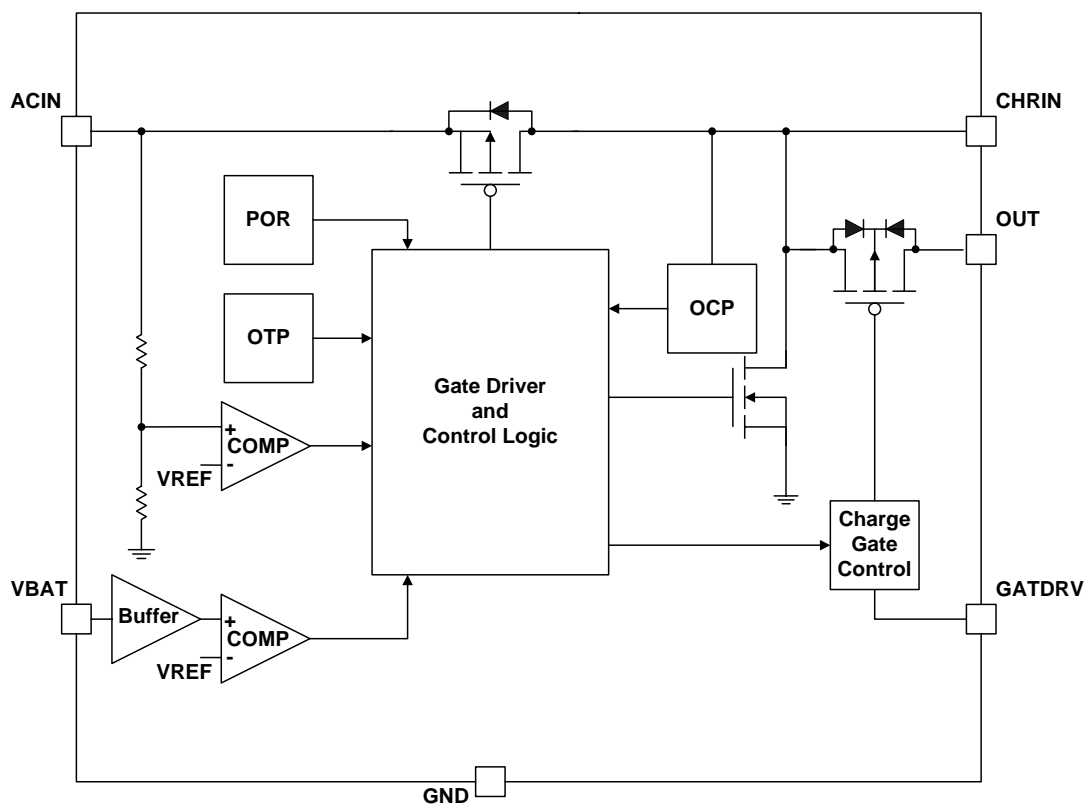 ACIN
CHRIN
POR
OUT
OTP
OCP
Gate Driver
and
Control Logic
+
COMP
-
VREF
Charge
Gate
Control
VBAT
Buffer
+
COMP
-
VREF
GATDRV
GND